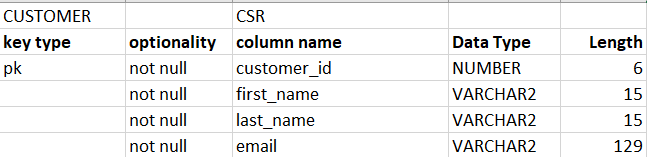 CUSTOMER CSR
key type optionality column name Data Type Length
pk not null customer_id NUMBER 6
not null first_name VARCHAR2 15
not null last_name VARCHAR2 15
not null email VARCHAR2 129